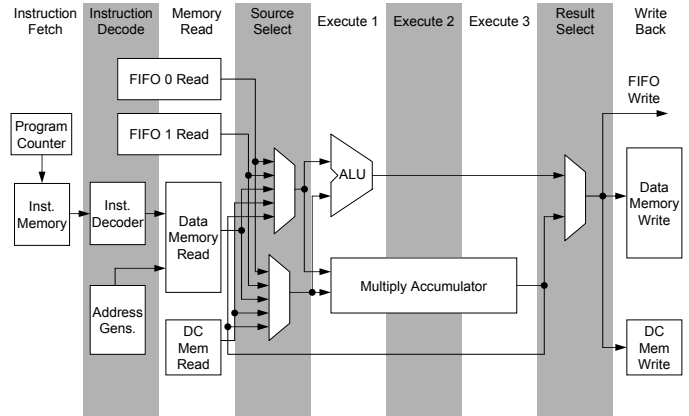 Instruction Fetch
Instruction Decode
Memory Read
Source Select
Execute 1
Execute 2
Execute 3
Result Select
Write Back
FIFO 0 Read
FIFO 1 Read
FIFO Write
Program Counter
ALU
Inst. Memory
Inst. Decoder
Data Memory Read
Data Memory Write
Address Gens.
Multiply Accumulator
DC Mem Read
DC Mem Write